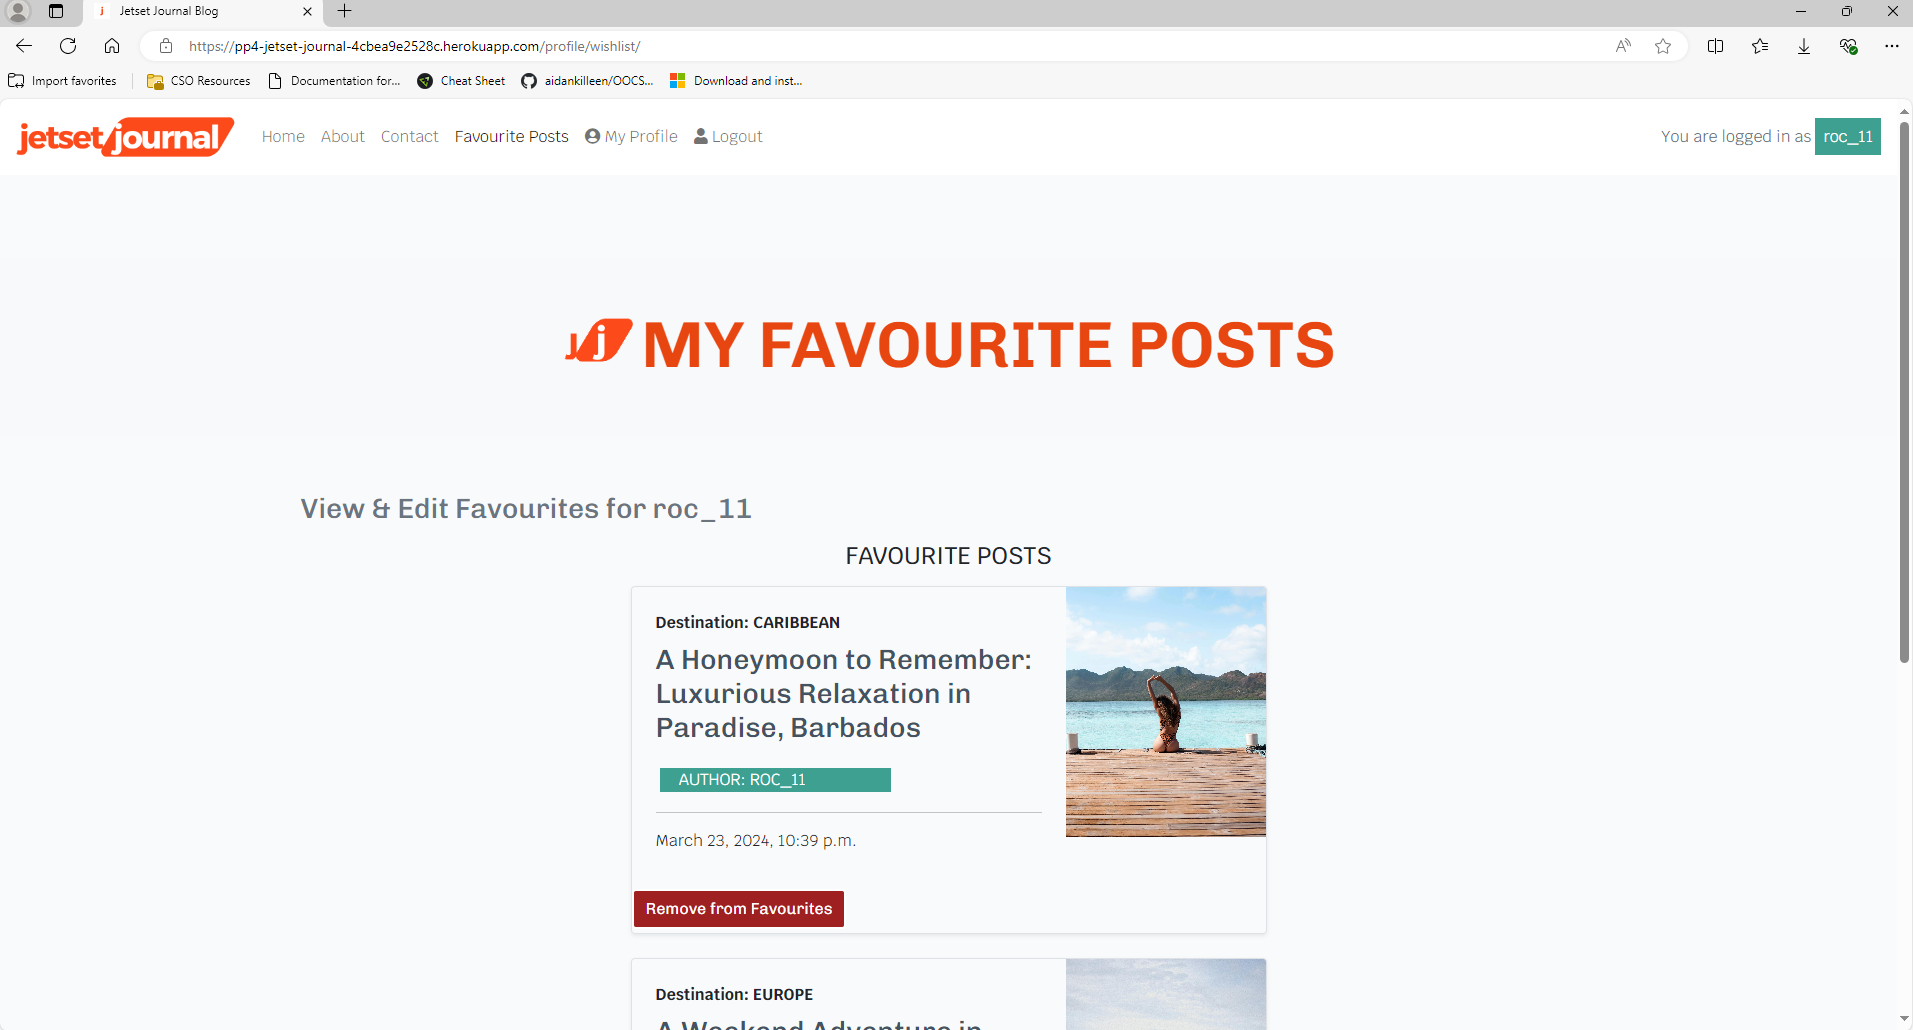 Jetset Journal Blog
https://pp4-jetset-journal-4cbea9e2528c.herokuapp.com/profile/wishlist/
Import favorites CSO Resources Documentation for... Cheat Sheet aidankilleen/OOCS... Download and inst...
jetset journal Home About Contact Favourite Posts My Profile Logout You are logged in as roc_11
MY FAVOURITE POSTS
View & Edit Favourites for roc_11
FAVOURITE POSTS
Destination: CARIBBEAN
A Honeymoon to Remember:
Luxurious Relaxation in
Paradise, Barbados
AUTHOR: ROC_11
March 23, 2024, 10:39 p.m.
Remove from Favourites
Destination: EUROPE
A Weekend Adventure in